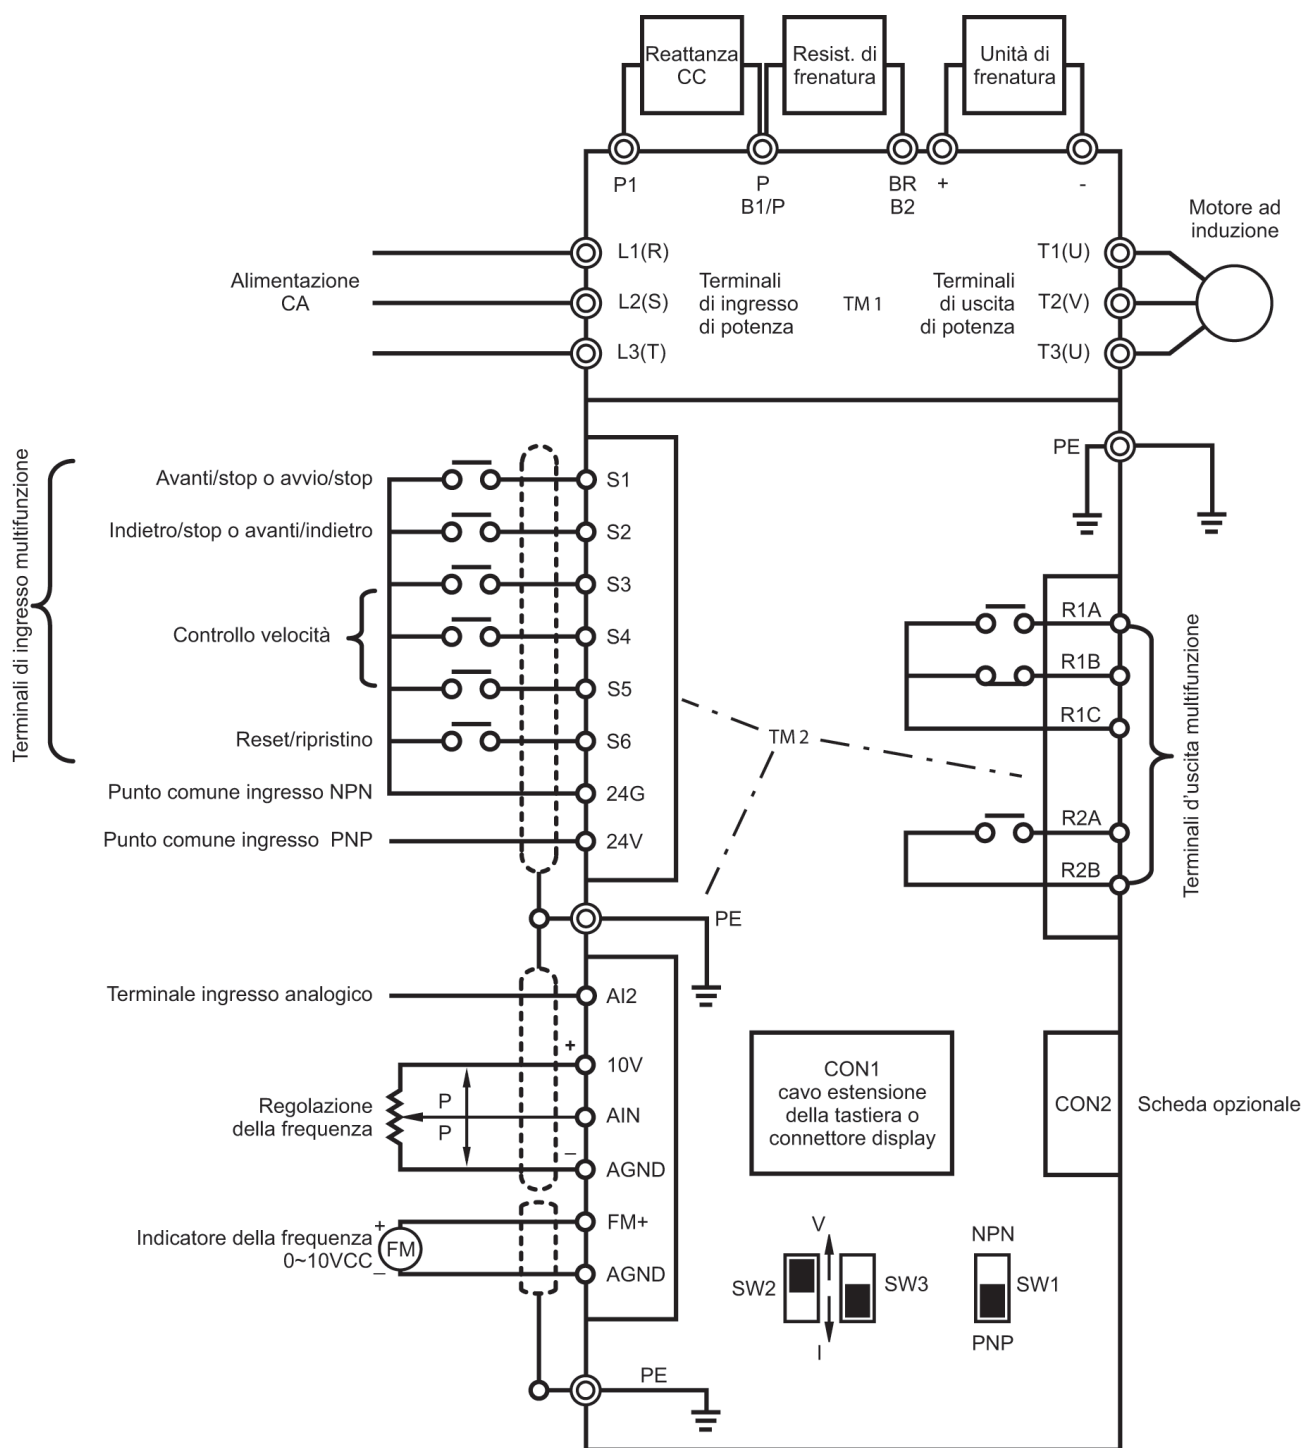 Reattanza
CC
Resist. di
frenatura
Unità di
frenatura
P1
P
B1/P
BR
B2
+
-
Motore ad
induzione
L1(R)
L2(S)
L3(T)
Alimentazione
CA
Terminali
di ingresso
di potenza
TM 1
Terminali
di uscita
di potenza
T1(U)
T2(V)
T3(U)
PE
Terminali di ingresso multifunzione
Avanti/stop o avvio/stop
S1
Indietro/stop o avanti/indietro
S2
S3
Controllo velocità
S4
S5
Reset/ripristino
S6
Punto comune ingresso NPN
24G
Punto comune ingresso PNP
24V
TM 2
R1A
R1B
R1C
R2A
R2B
Terminali d'uscita multifunzione
PE
Terminale ingresso analogico
AI2
+
10V
Regolazione
della frequenza
P
P
AIN
–
AGND
Indicatore della frequenza
0~10VCC
+
FM
–
FM+
AGND
CON1
cavo estensione
della tastiera o
connettore display
CON2
Scheda opzionale
V
SW2
SW3
I
NPN
SW1
PNP
PE